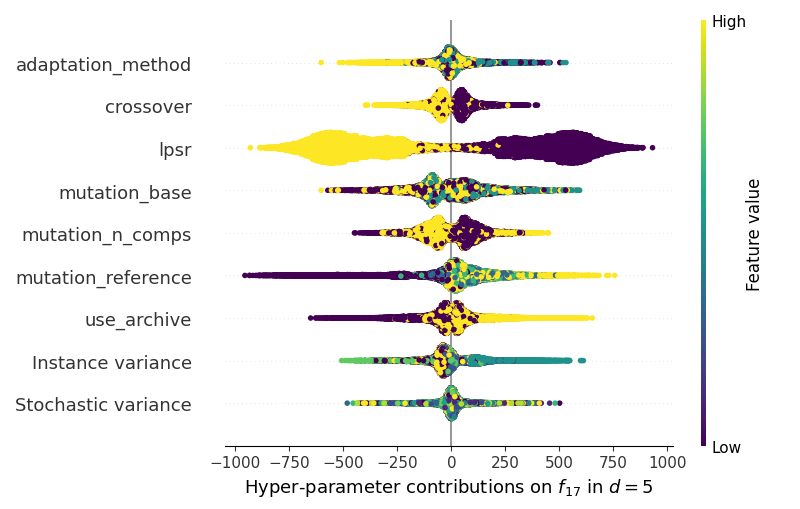 High
adaptation_method
crossover
lpsr
mutation_base
mutation_n_comps
mutation_reference
use_archive
Instance variance
Stochastic variance
Feature value
Low
−1000 −750 −500 −250 0 250 500 750 1000
Hyper-parameter contributions on f17 in d = 5